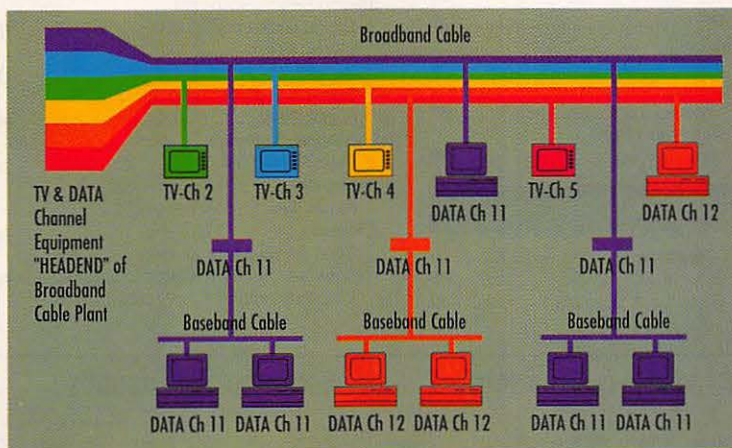 Broadband Cable
TV-Ch 2
TV-Ch 3
TV-Ch 4
DATA Ch 11
TV-Ch 5
DATA Ch 12
TV & DATA
Channel
Equipment
"HEADEND" of
Broadband
Cable Plant
DATA Ch 11
DATA Ch 11
DATA Ch 11
Baseband Cable
Baseband Cable
Baseband Cable
DATA Ch 11
DATA Ch 11
DATA Ch 12
DATA Ch 12
DATA Ch 11
DATA Ch 11